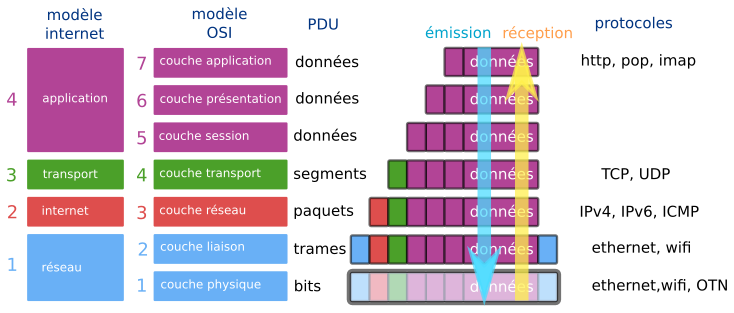 modèle
internet
modèle
OSI
PDU
émission réception
protocoles
7 couche application données données http, pop, imap
4 application 6 couche présentation données données
5 couche session données données
3 transport 4 couche transport segments données TCP, UDP
2 internet 3 couche réseau paquets données IPv4, IPv6, ICMP
1 réseau 2 couche liaison trames données ethernet, wifi
1 couche physique bits données ethernet,wifi, OTN